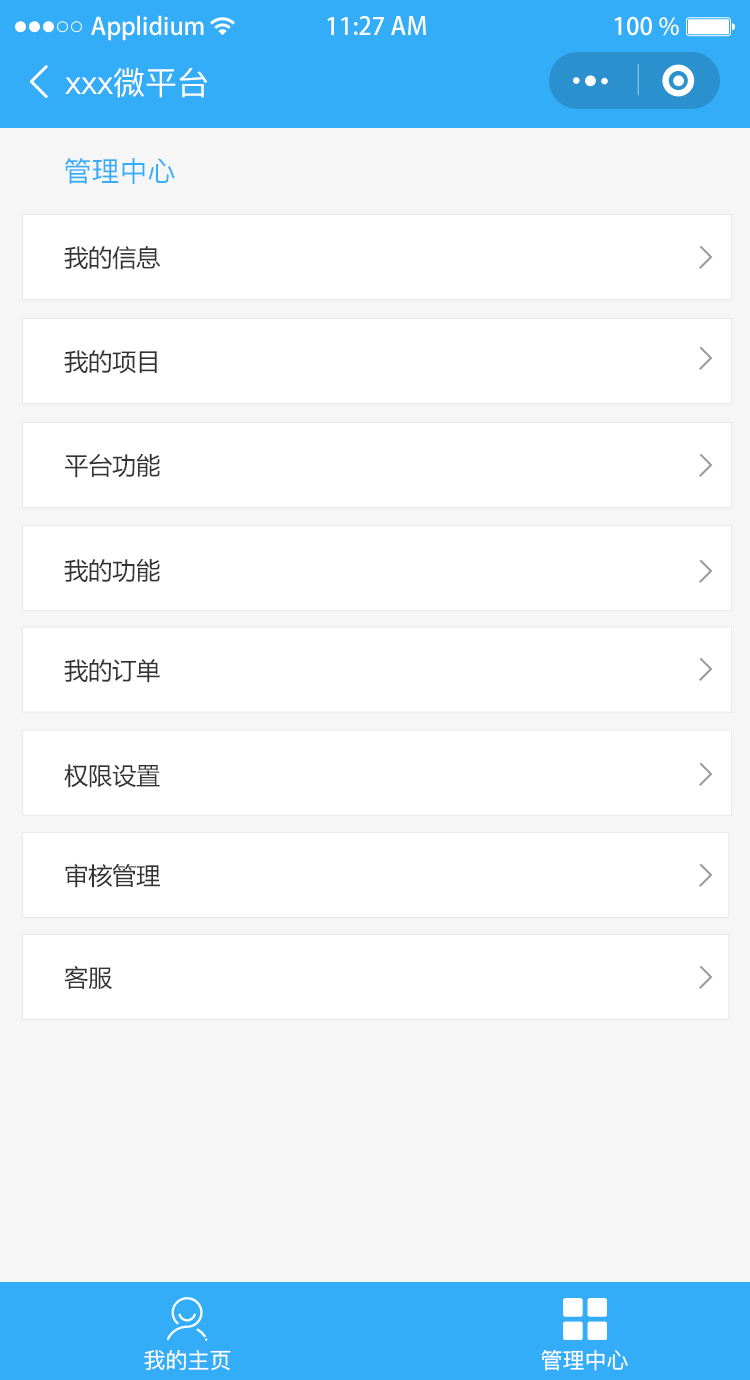 Applidium 11:27 AM 100 %
xxx微平台
管理中心
我的信息
我的项目
平台功能
我的功能
我的订单
权限设置
审核管理
客服
我的主页 管理中心